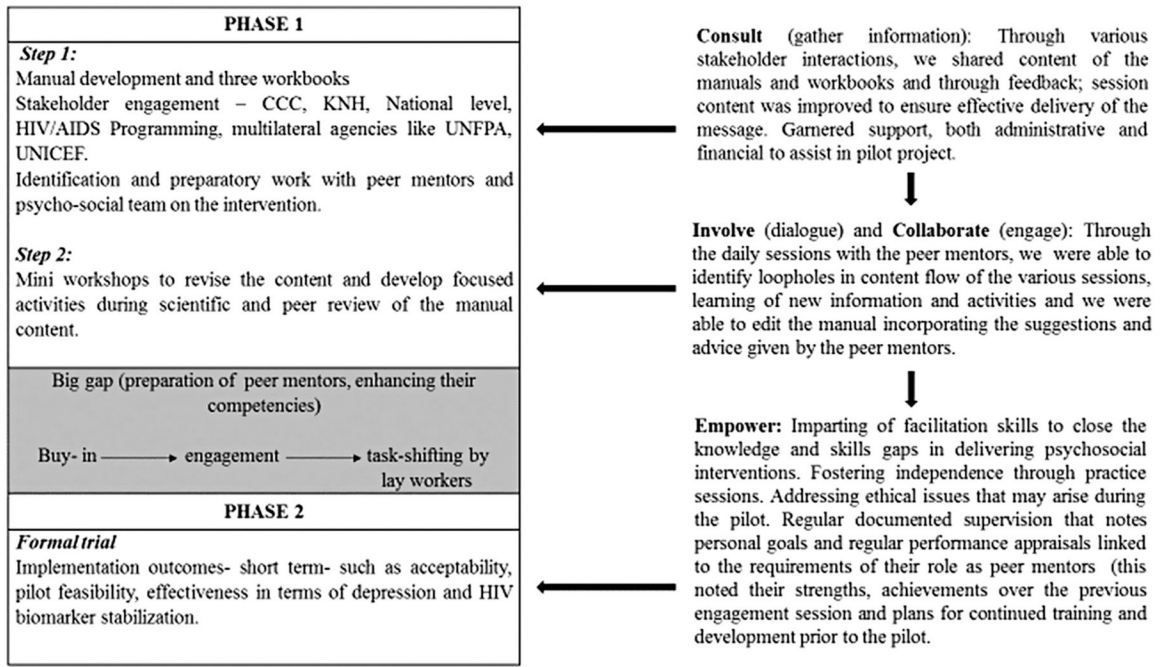 PHASE 1
Step 1:
Manual development and three workbooks
Stakeholder engagement – CCC, KNH, National level,
HIV/AIDS Programming, multilateral agencies like UNFPA,
UNICEF.
Identification and preparatory work with peer mentors and
psycho-social team on the intervention.
Step 2:
Mini workshops to revise the content and develop focused
activities during scientific and peer review of the manual
content.
Big gap (preparation of peer mentors, enhancing their
competencies)
Buy- in engagement task-shifting by
lay workers
PHASE 2
Formal trial
Implementation outcomes- short term- such as acceptability,
pilot feasibility, effectiveness in terms of depression and HIV
biomarker stabilization.
Consult (gather information): Through various
stakeholder interactions, we shared content of the
manuals and workbooks and through feedback; session
content was improved to ensure effective delivery of the
message. Garnered support, both administrative and
financial to assist in pilot project.
Involve (dialogue) and Collaborate (engage): Through
the daily sessions with the peer mentors, we were able to
identify loopholes in content flow of the various sessions,
learning of new information and activities and we were
able to edit the manual incorporating the suggestions and
advice given by the peer mentors.
Empower: Imparting of facilitation skills to close the
knowledge and skills gaps in delivering psychosocial
interventions. Fostering independence through practice
sessions. Addressing ethical issues that may arise during
the pilot. Regular documented supervision that notes
personal goals and regular performance appraisals linked
to the requirements of their role as peer mentors (this
noted their strengths, achievements over the previous
engagement session and plans for continued training and
development prior to the pilot.